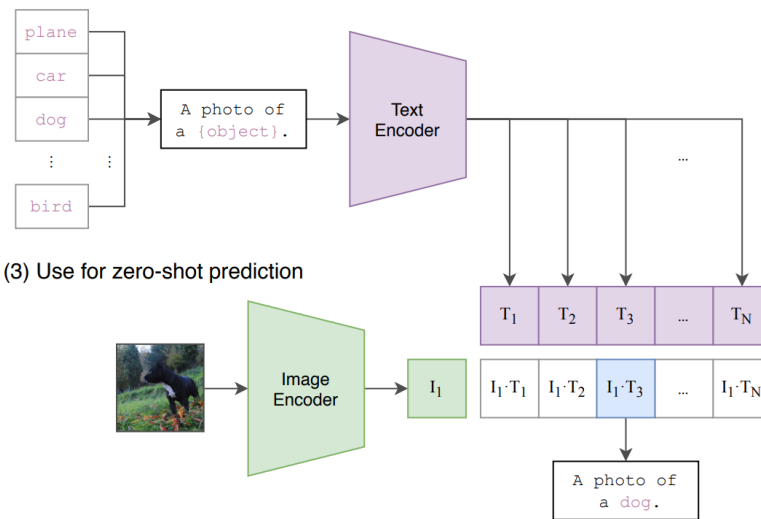 plane
car
dog
⋮ ⋮
bird
A photo of
a {object}.
Text
Encoder
...
(3) Use for zero-shot prediction
T1 T2 T3 ... TN
Image
Encoder
I1
I1·T1 I1·T2 I1·T3 ... I1·TN
A photo of
a dog.